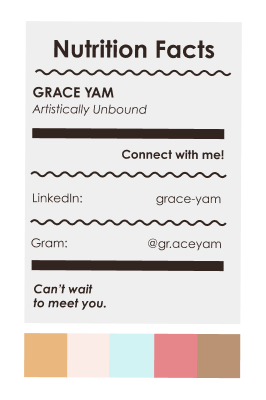 Nutrition Facts
GRACE YAM
Artistically Unbound
Connect with me!
LinkedIn: grace-yam
Gram: @gr.aceyam
Can't wait
to meet you.